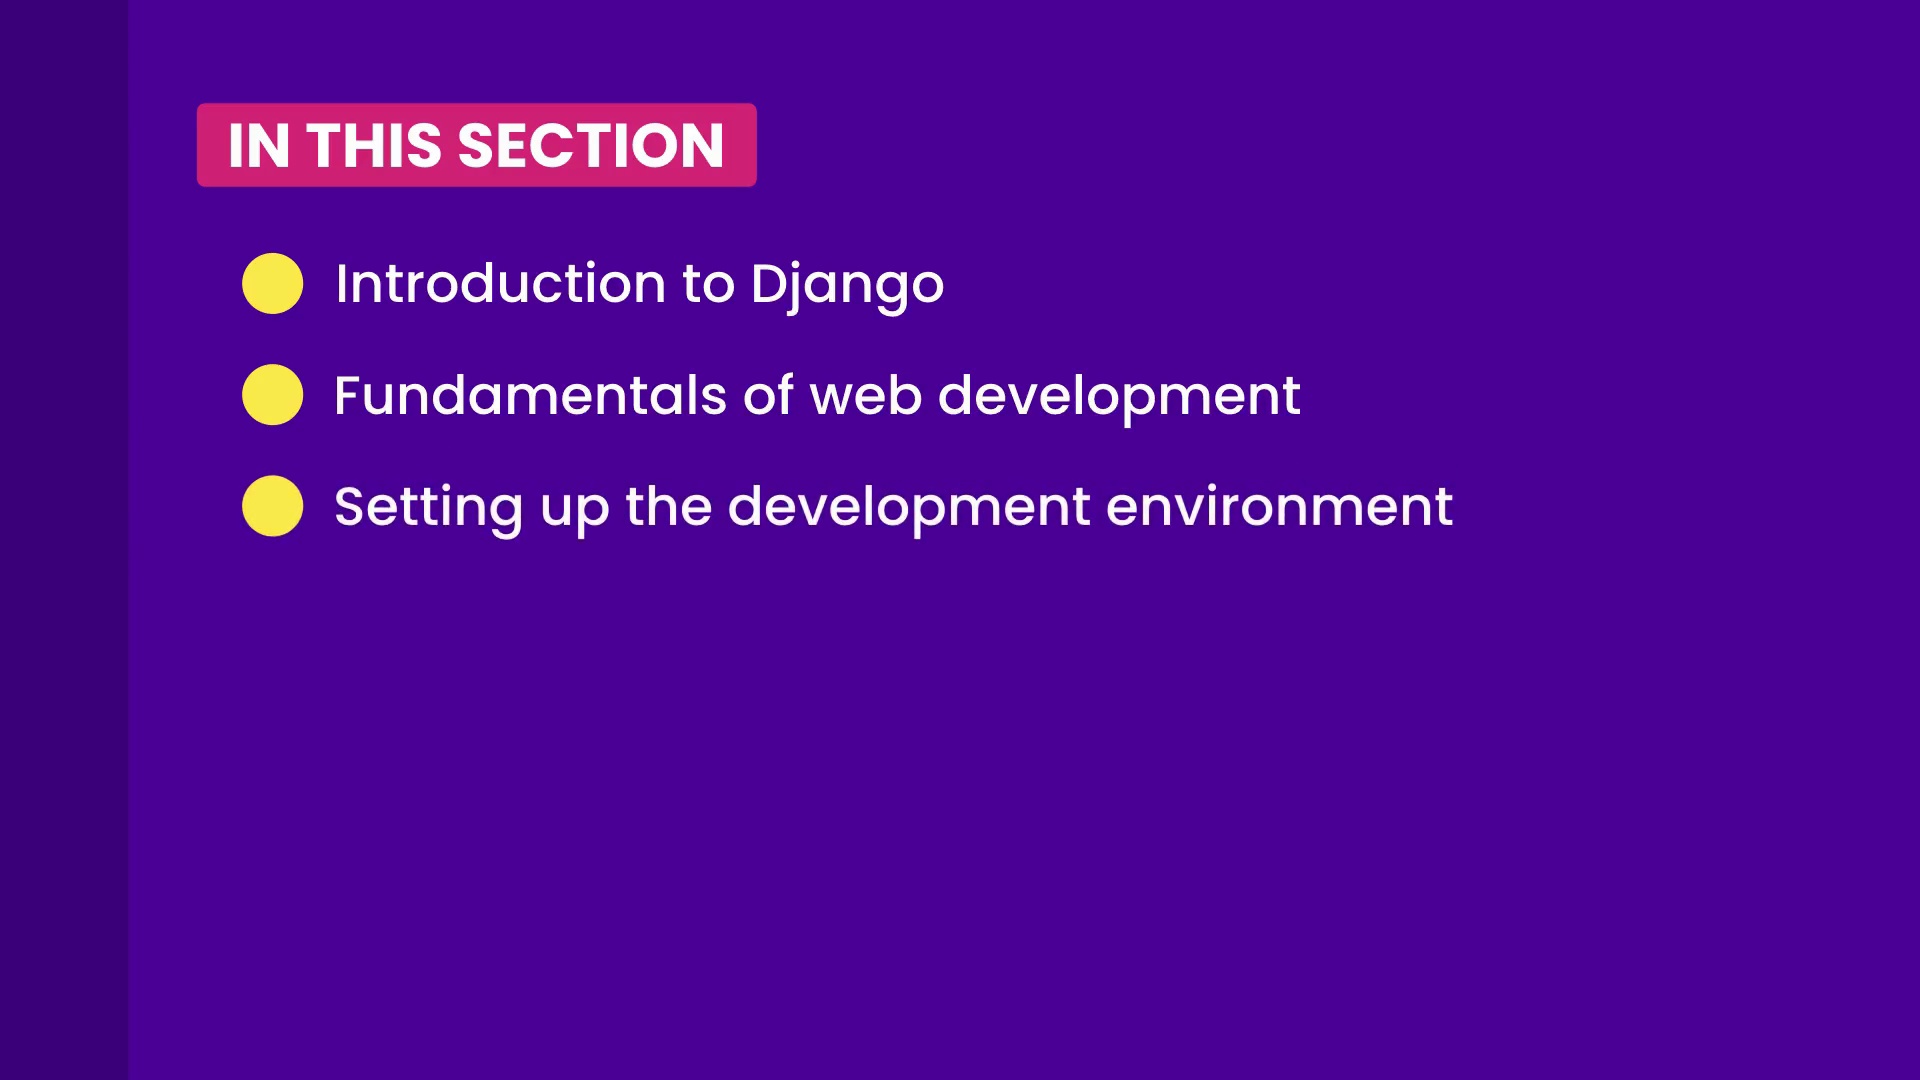 IN THIS SECTION
Introduction to Django
Fundamentals of web development
Setting up the development environment